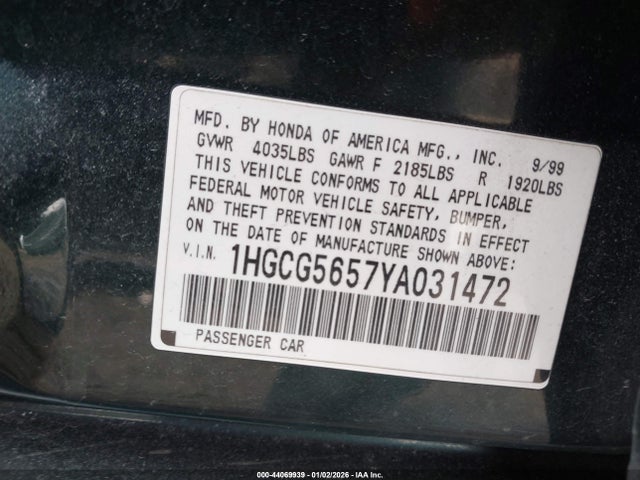 MFD. BY HONDA OF AMERICA MFG., INC. 9/99
GVWR 4035LBS GAWR F 2185LBS R 1920LBS
THIS VEHICLE CONFORMS TO ALL APPLICABLE
FEDERAL MOTOR VEHICLE SAFETY, BUMPER,
AND THEFT PREVENTION STANDARDS IN EFFECT
ON THE DATE OF MANUFACTURE SHOWN ABOVE:
V.I.N. 1HGCG5657YA031472
PASSENGER CAR
000-44069939 - 01/02/2026 - IAAI.COM